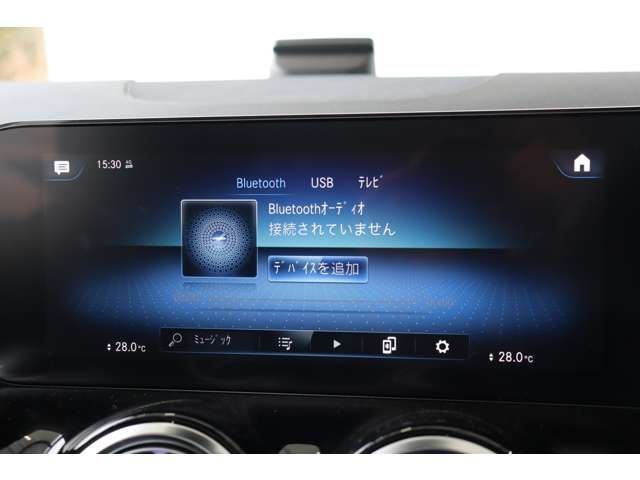 15:30
Bluetooth USB ﾃﾚﾋﾞ
Bluetoothｵｰﾃﾞｨｵ
接続されていません
ﾃﾞﾊﾞｲｽを追加
ﾐｭｰｼﾞｯｸ
28.0℃
28.0℃